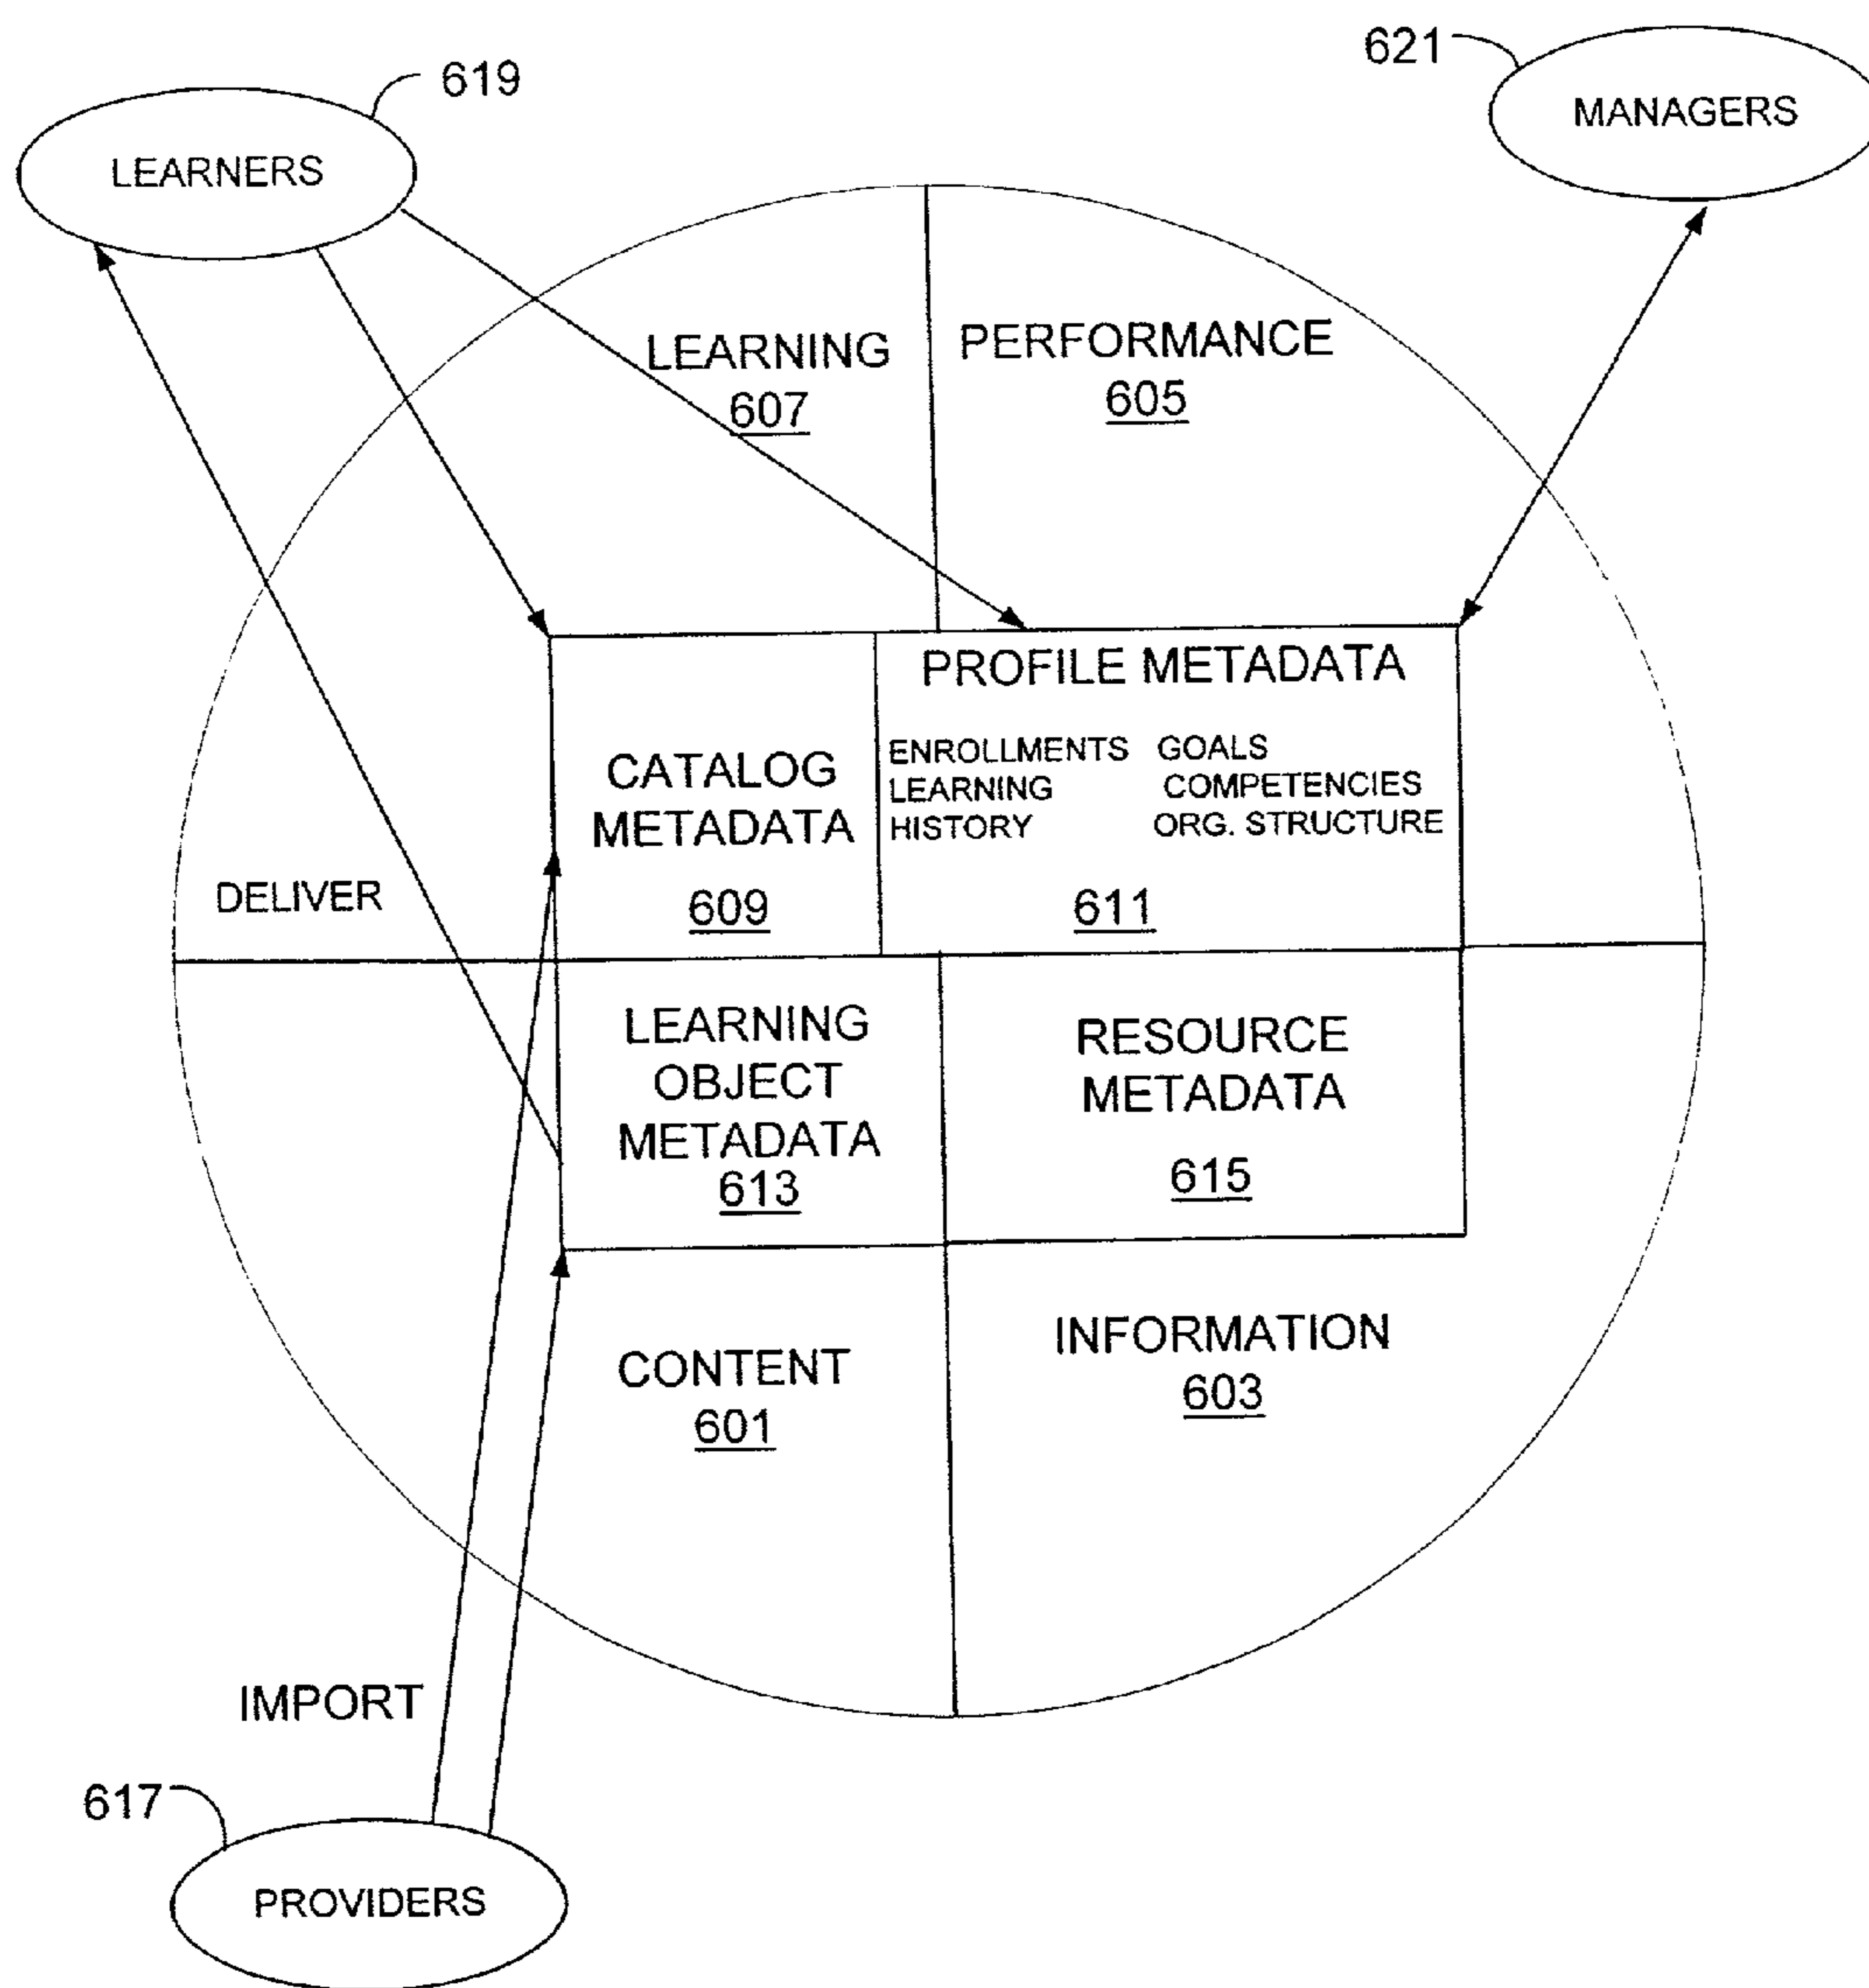 621
MANAGERS
619
LEARNERS
LEARNING
607
PERFORMANCE
605
PROFILE METADATA
ENROLLMENTS GOALS
LEARNING COMPETENCIES
HISTORY ORG. STRUCTURE
611
CATALOG
METADATA
609
DELIVER
LEARNING
OBJECT
METADATA
613
RESOURCE
METADATA
615
CONTENT
601
INFORMATION
603
IMPORT
617
PROVIDERS